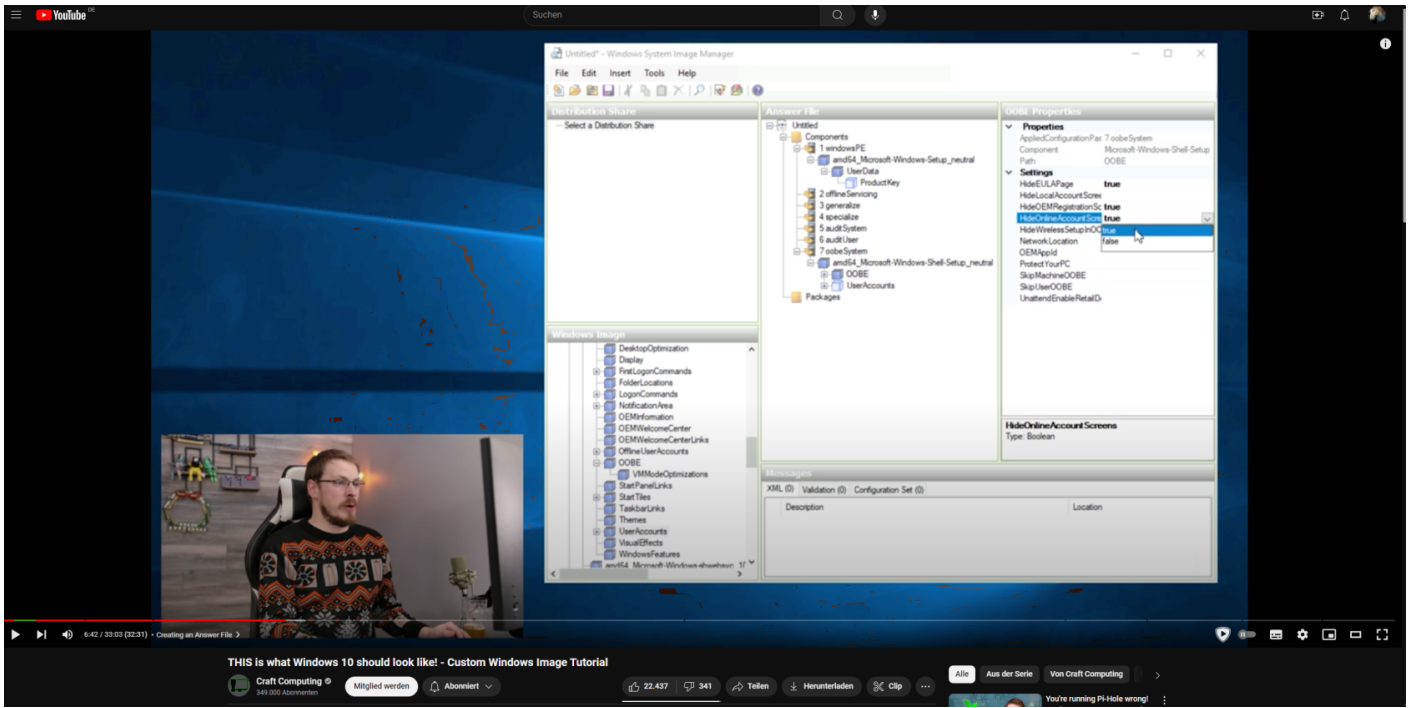 YouTube DE
Suchen
Untitled* - Windows System Image Manager
File Edit Insert Tools Help
Distribution Share
Select a Distribution Share
Answer File
Untitled
Components
1 windowsPE
amd64_Microsoft-Windows-Setup_neutral
UserData
ProductKey
2 offlineServicing
3 generalize
4 specialize
5 auditSystem
6 auditUser
7 oobeSystem
amd64_Microsoft-Windows-Shell-Setup_neutral
OOBE
UserAccounts
Packages
OOBE Properties
Properties
AppliedConfigurationPas 7 oobeSystem
Component Microsoft-Windows-Shell-Setup
Path OOBE
Settings
HideEULAPage true
HideLocalAccountScree
HideOEMRegistrationSc true
HideOnlineAccountScre true
HideWirelessSetupInOO true
NetworkLocation false
OEMAppId
ProtectYourPC
SkipMachineOOBE
SkipUserOOBE
UnattendEnableRetailD
HideOnlineAccountScreens
Type: Boolean
Windows Image
DesktopOptimization
Display
FirstLogonCommands
FolderLocations
LogonCommands
NotificationArea
OEMInformation
OEMWelcomeCenter
OEMWelcomeCenterLinks
OfflineUserAccounts
OOBE
VMModeOptimizations
StartPanelLinks
StartTiles
TaskbarLinks
Themes
UserAccounts
VisualEffects
WindowsFeatures
Messages
XML (0) Validation (0) Configuration Set (0)
Description Location
6:42 / 33:03 (32:31) • Creating an Answer File
THIS is what Windows 10 should look like! - Custom Windows Image Tutorial
Craft Computing
349.000 Abonnenten
Mitglied werden
Abonniert
22.437
341
Teilen
Herunterladen
Clip
Alle
Aus der Serie
Von Craft Computing
You're running Pi-Hole wrong!